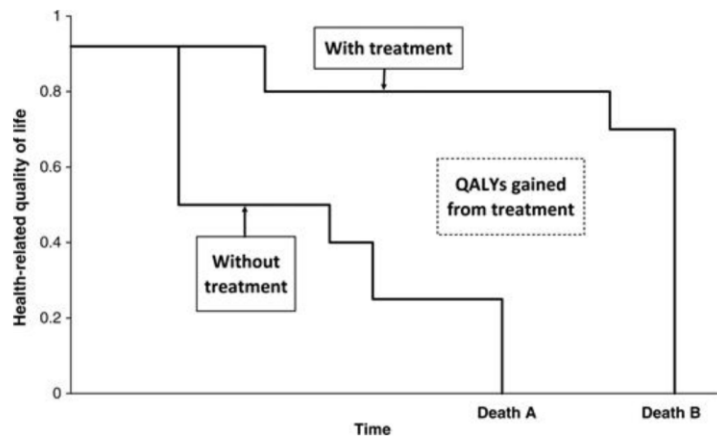 1
With treatment
0.8
Health-related quality of life
0.6
QALYs gained
from treatment
0.4
Without
treatment
0.2
0
Death A
Death B
Time